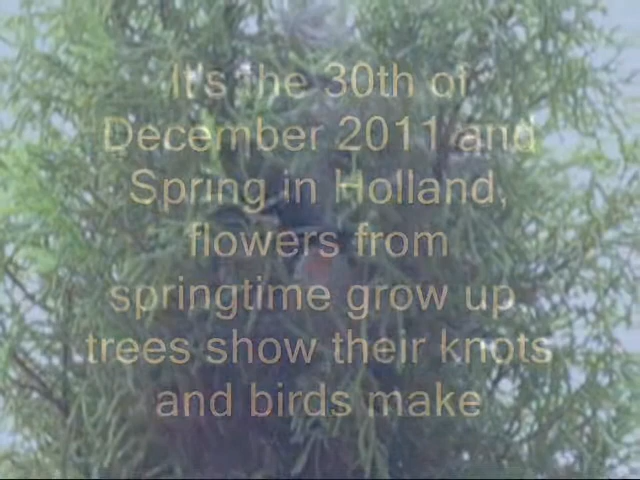 It's the 30th of
December 2011 and
Spring in Holland,
flowers from
springtime grow up
trees show their knots
and birds make